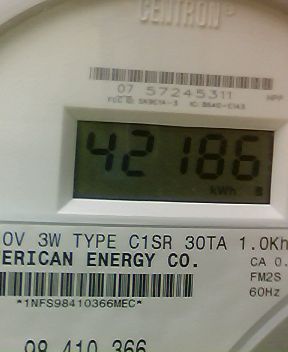 CENTRON®
07 57245311
42186
kWh
0V 3W TYPE C1SR 30TA 1.0Kh
ERICAN ENERGY CO.
CA 0.
FM2S
60Hz
*1NFS98410366MEC*
98 410 366